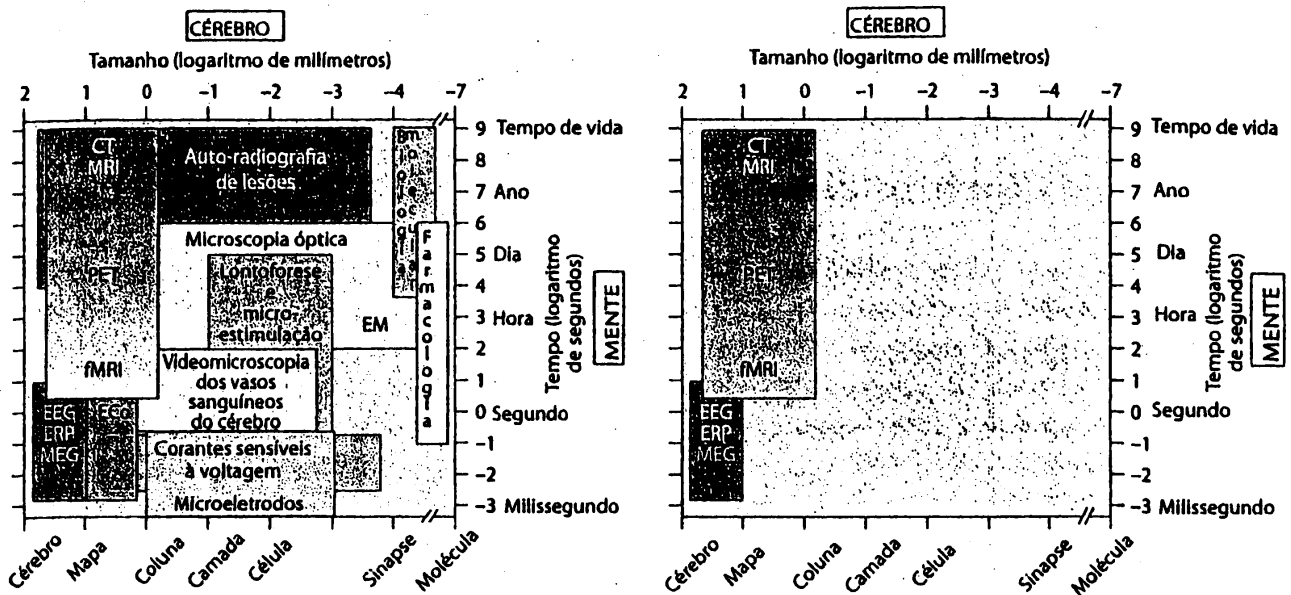 CÉREBRO
Tamanho (logaritmo de milímetros)
2 1 0 -1 -2 -3 -4 -7
CT
MRI
PET
fMRI
Auto-radiografia
de lesões
Microscopia óptica
Lontoforese
e
micro-
estimulação
EM
Farmacologia
Videomicroscopia
dos vasos
sanguíneos
do cérebro
EEG
ERP
MEG
Corantes sensíveis
à voltagem
Microeletrodos
9 Tempo de vida
8
7 Ano
6
5 Dia
4
3 Hora
2
1
0 Segundo
-1
-2
-3 Milissegundo
Tempo (logaritmo
de segundos)
MENTE
Cérebro
Mapa
Coluna
Camada
Célula
Sinapse
Molécula
CÉREBRO
Tamanho (logaritmo de milímetros)
2 1 0 -1 -2 -3 -4 -7
CT
MRI
PET
fMRI
EEG
ERP
MEG
9 Tempo de vida
8
7 Ano
6
5 Dia
4
3 Hora
2
1
0 Segundo
-1
-2
-3 Milissegundo
Tempo (logaritmo
de segundos)
MENTE
Cérebro
Mapa
Coluna
Camada
Célula
Sinapse
Molécula